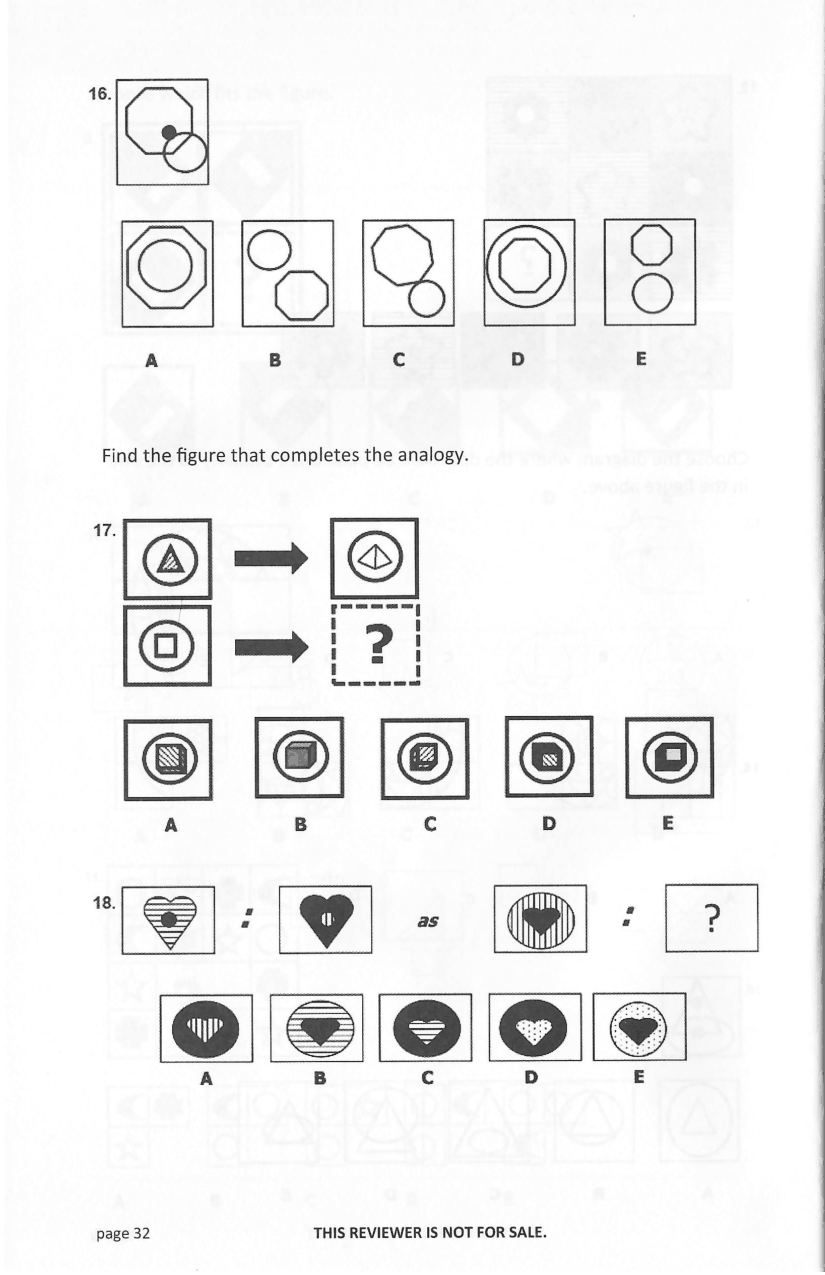 16.
A B C D E
Find the figure that completes the analogy.
17.
?
A B C D E
18. : as : ?
A B C D E
page 32 THIS REVIEWER IS NOT FOR SALE.